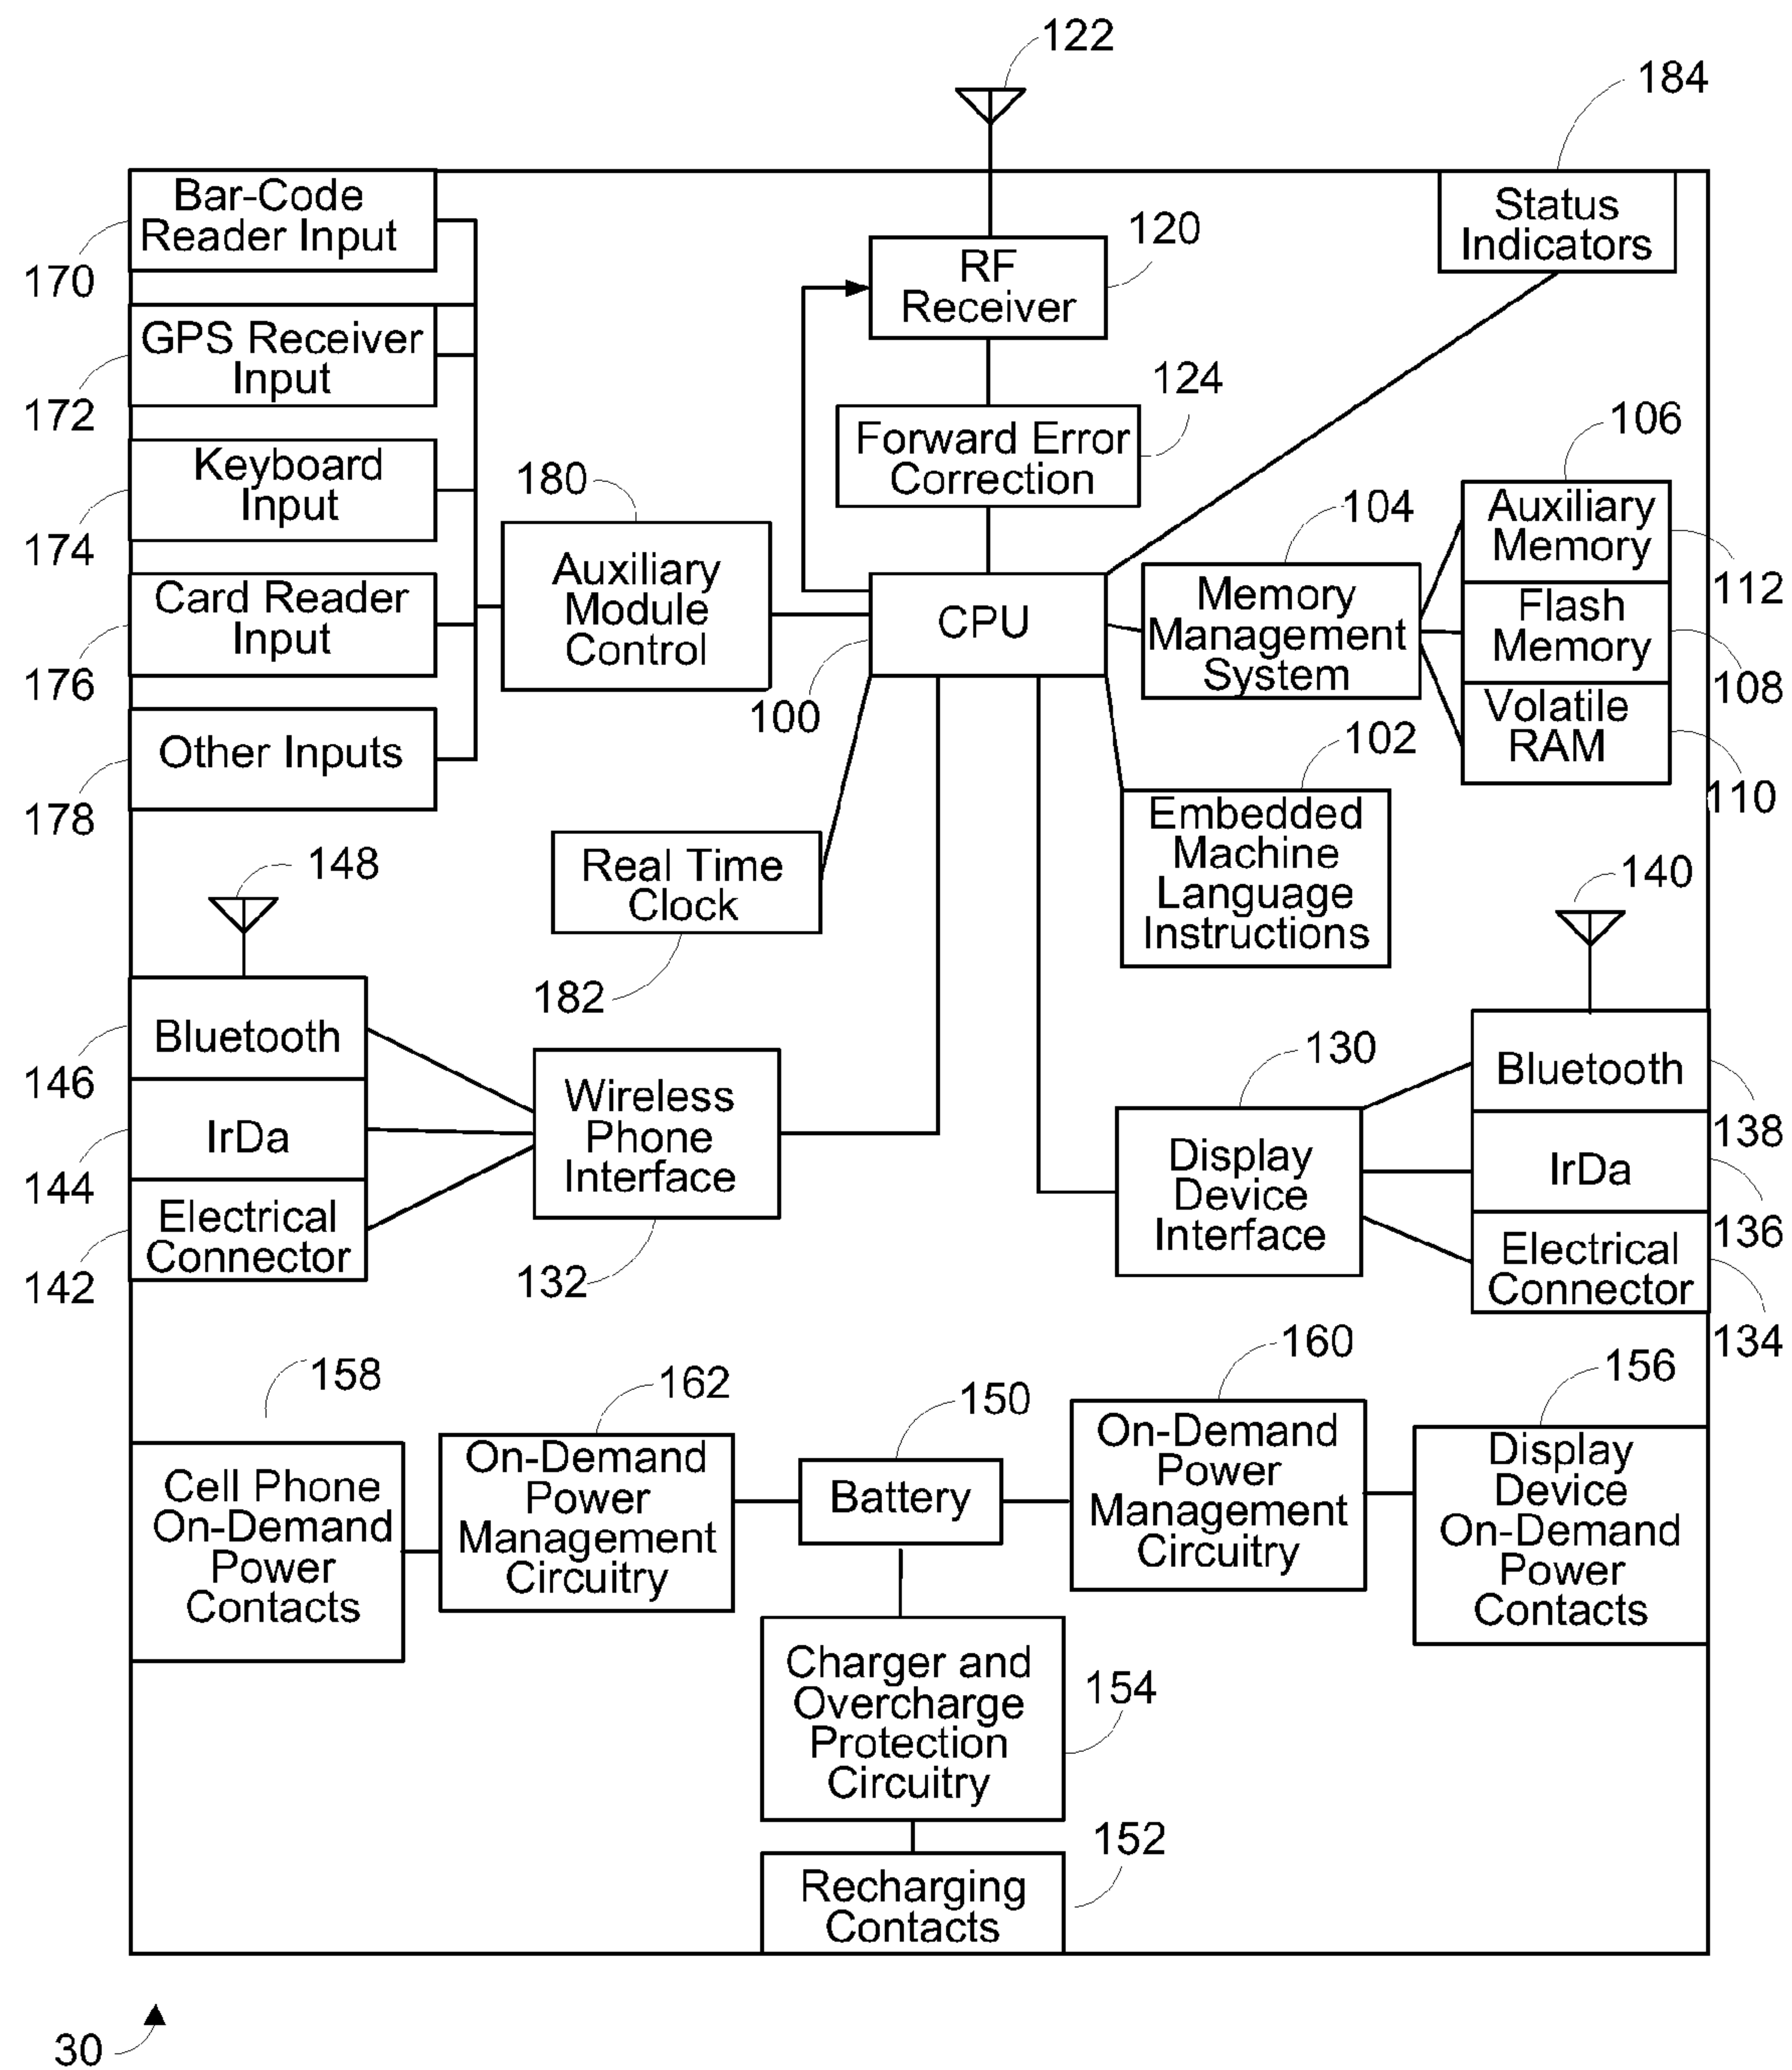 122
184
Bar-Code
Reader Input
170
GPS Receiver
Input
172
Keyboard
Input
174
Card Reader
Input
176
Other Inputs
178
180
Auxiliary
Module
Control
RF
Receiver
120
Forward Error
Correction
124
CPU
100
Status
Indicators
104
Memory
Management
System
106
Auxiliary
Memory
112
Flash
Memory
108
Volatile
RAM
110
102
Embedded
Machine
Language
Instructions
Real Time
Clock
182
148
Bluetooth
146
IrDa
144
Electrical
Connector
142
Wireless
Phone
Interface
132
130
Display
Device
Interface
140
Bluetooth
138
IrDa
136
Electrical
Connector
134
158
Cell Phone
On-Demand
Power
Contacts
162
On-Demand
Power
Management
Circuitry
150
Battery
160
On-Demand
Power
Management
Circuitry
156
Display
Device
On-Demand
Power
Contacts
Charger and
Overcharge
Protection
Circuitry
154
Recharging
Contacts
152
30